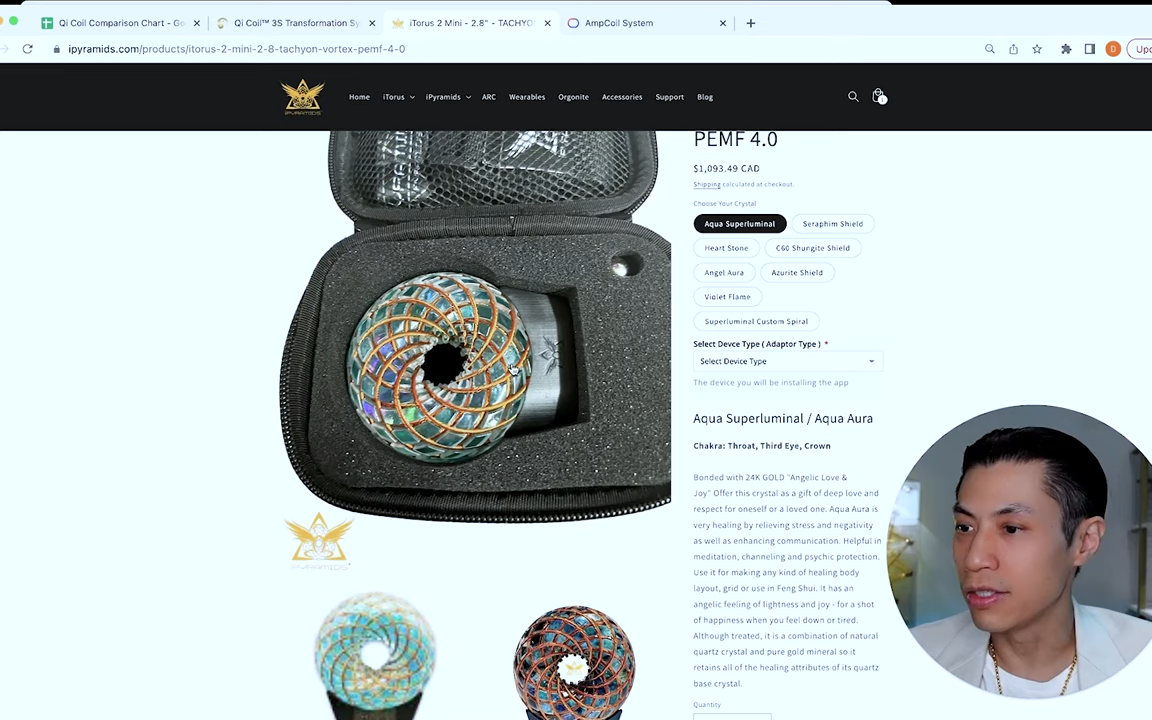 Qi Coil Comparison Chart - Go
Qi Coil™ 3S Transformation Sy
iTorus 2 Mini - 2.8" - TACHYO
AmpCoil System
ipyramids.com/products/itorus-2-mini-2-8-tachyon-vortex-pemf-4-0
D
IPYRAMIDS
Home
iTorus
iPyramids
ARC
Wearables
Orgonite
Accessories
Support
Blog
1
PEMF 4.0
$1,093.49 CAD
Shipping calculated at checkout.
Choose Your Crystal
Aqua Superluminal
Seraphim Shield
Heart Stone
C60 Shungite Shield
Angel Aura
Azurite Shield
Violet Flame
Superluminal Custom Spiral
Select Devce Type ( Adaptor Type ) *
Select Device Type
The device you will be installing the app
Aqua Superluminal / Aqua Aura
Chakra: Throat, Third Eye, Crown
Bonded with 24K GOLD "Angelic Love &
Joy" Offer this crystal as a gift of deep love and
respect for oneself or a loved one. Aqua Aura is
very healing by relieving stress and negativity
as well as enhancing communication. Helpful in
meditation, channeling and psychic protection.
Use it for making any kind of healing body
layout, grid or use in Feng Shui. It has an
angelic feeling of lightness and joy - for a shot
of happiness when you feel down or tired.
Although treated, it is a combination of natural
quartz crystal and pure gold mineral so it
retains all of the healing attributes of its quartz
base crystal.
Quantity
IPYRAMIDS